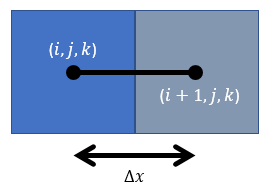 (i, j, k)
(i + 1, j, k)
Δx